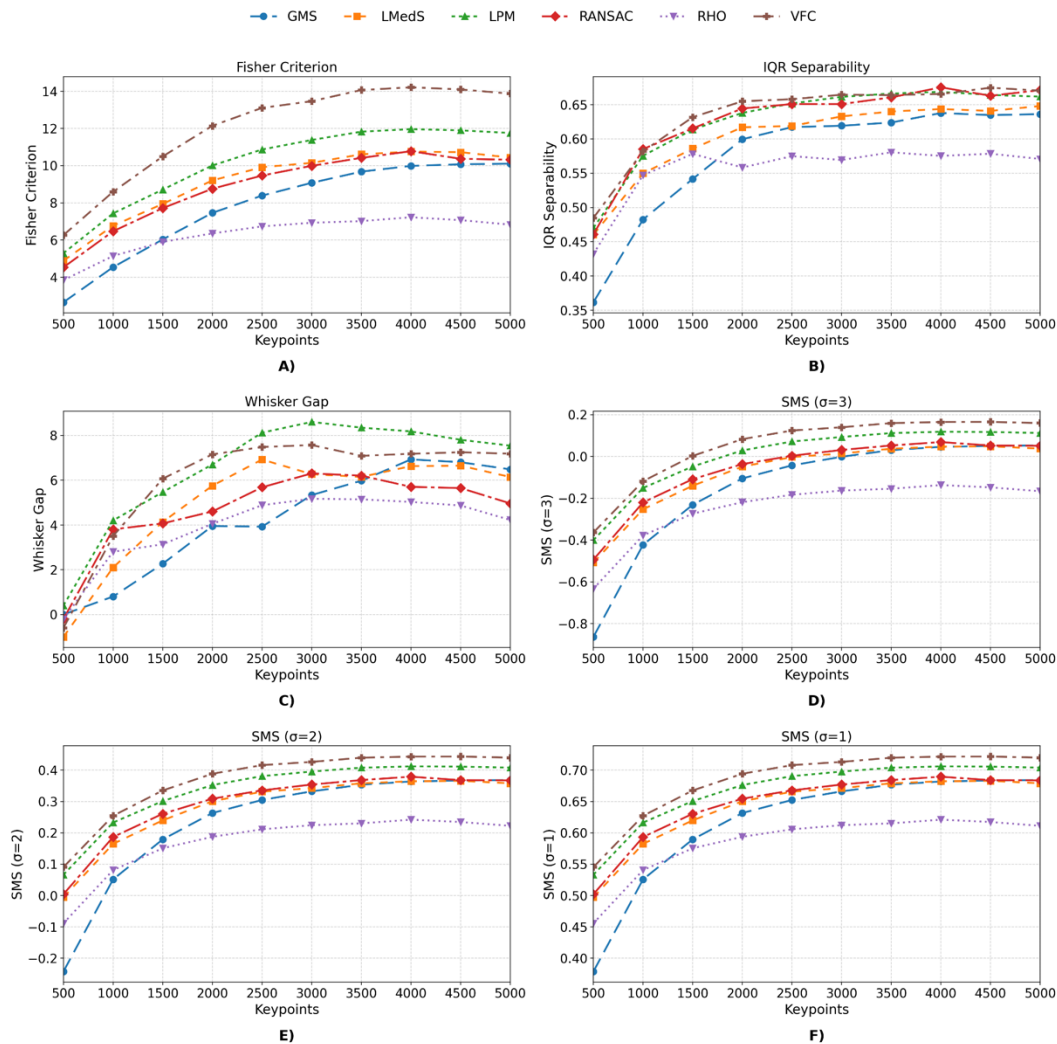 GMS LMedS LPM RANSAC RHO VFC
Fisher Criterion
Fisher Criterion
14
12
10
8
6
4
500 1000 1500 2000 2500 3000 3500 4000 4500 5000
Keypoints
A)
IQR Separability
IQR Separability
0.65
0.60
0.55
0.50
0.45
0.40
0.35
500 1000 1500 2000 2500 3000 3500 4000 4500 5000
Keypoints
B)
Whisker Gap
Whisker Gap
8
6
4
2
0
500 1000 1500 2000 2500 3000 3500 4000 4500 5000
Keypoints
C)
SMS (σ=3)
SMS (σ=3)
0.2
0.0
−0.2
−0.4
−0.6
−0.8
500 1000 1500 2000 2500 3000 3500 4000 4500 5000
Keypoints
D)
SMS (σ=2)
SMS (σ=2)
0.4
0.3
0.2
0.1
0.0
−0.1
−0.2
500 1000 1500 2000 2500 3000 3500 4000 4500 5000
Keypoints
E)
SMS (σ=1)
SMS (σ=1)
0.70
0.65
0.60
0.55
0.50
0.45
0.40
500 1000 1500 2000 2500 3000 3500 4000 4500 5000
Keypoints
F)